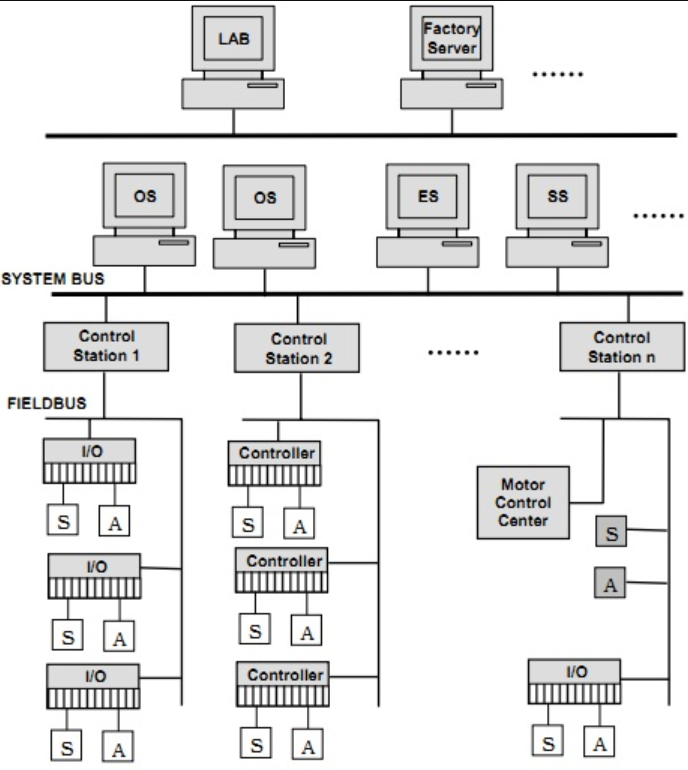 LAB
Factory
Server
......
OS
OS
ES
SS
......
SYSTEM BUS
Control
Station 1
Control
Station 2
......
Control
Station n
FIELDBUS
I/O
S
A
Controller
S
A
Motor
Control
Center
S
A
I/O
S
A
Controller
S
A
I/O
S
A
Controller
S
A
I/O
S
A